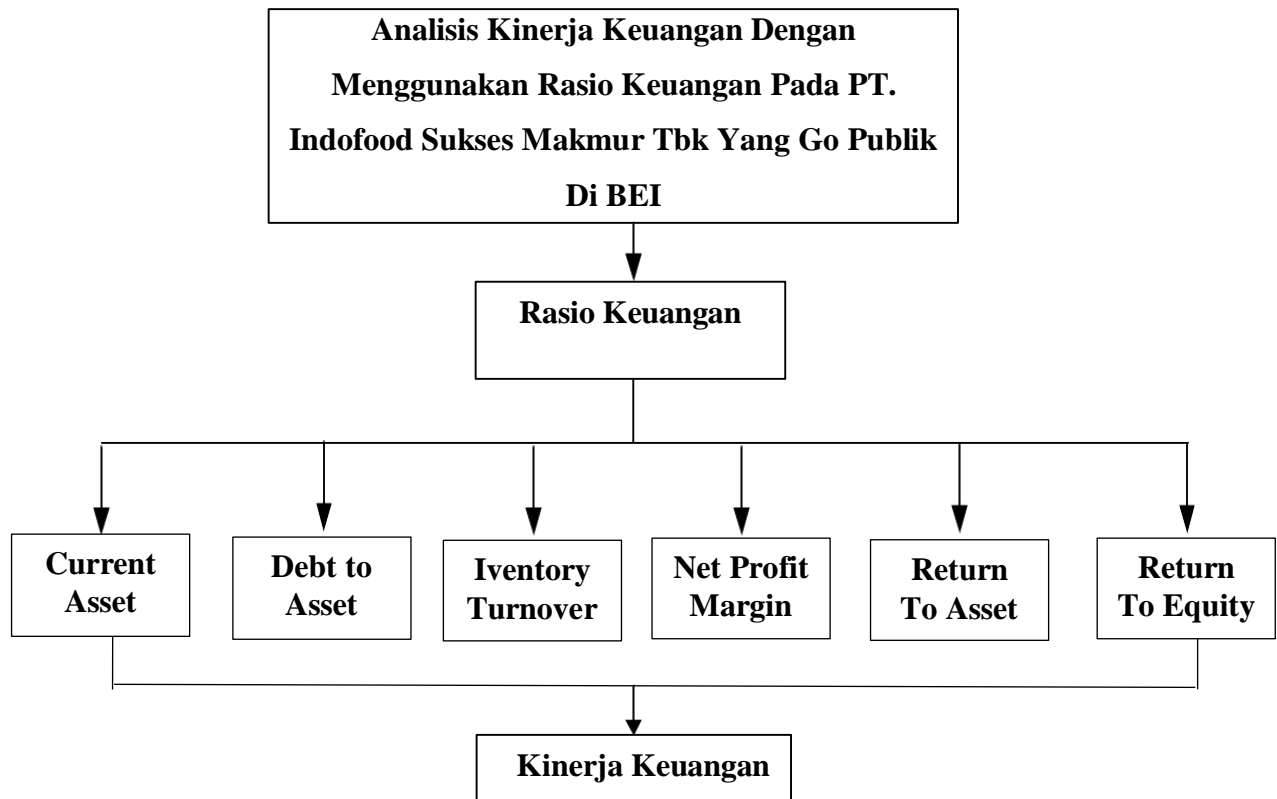 Analisis Kinerja Keuangan Dengan
Menggunakan Rasio Keuangan Pada PT.
Indofood Sukses Makmur Tbk Yang Go Publik
Di BEI
Rasio Keuangan
Current
Asset
Debt to
Asset
Iventory
Turnover
Net Profit
Margin
Return
To Asset
Return
To Equity
Kinerja Keuangan